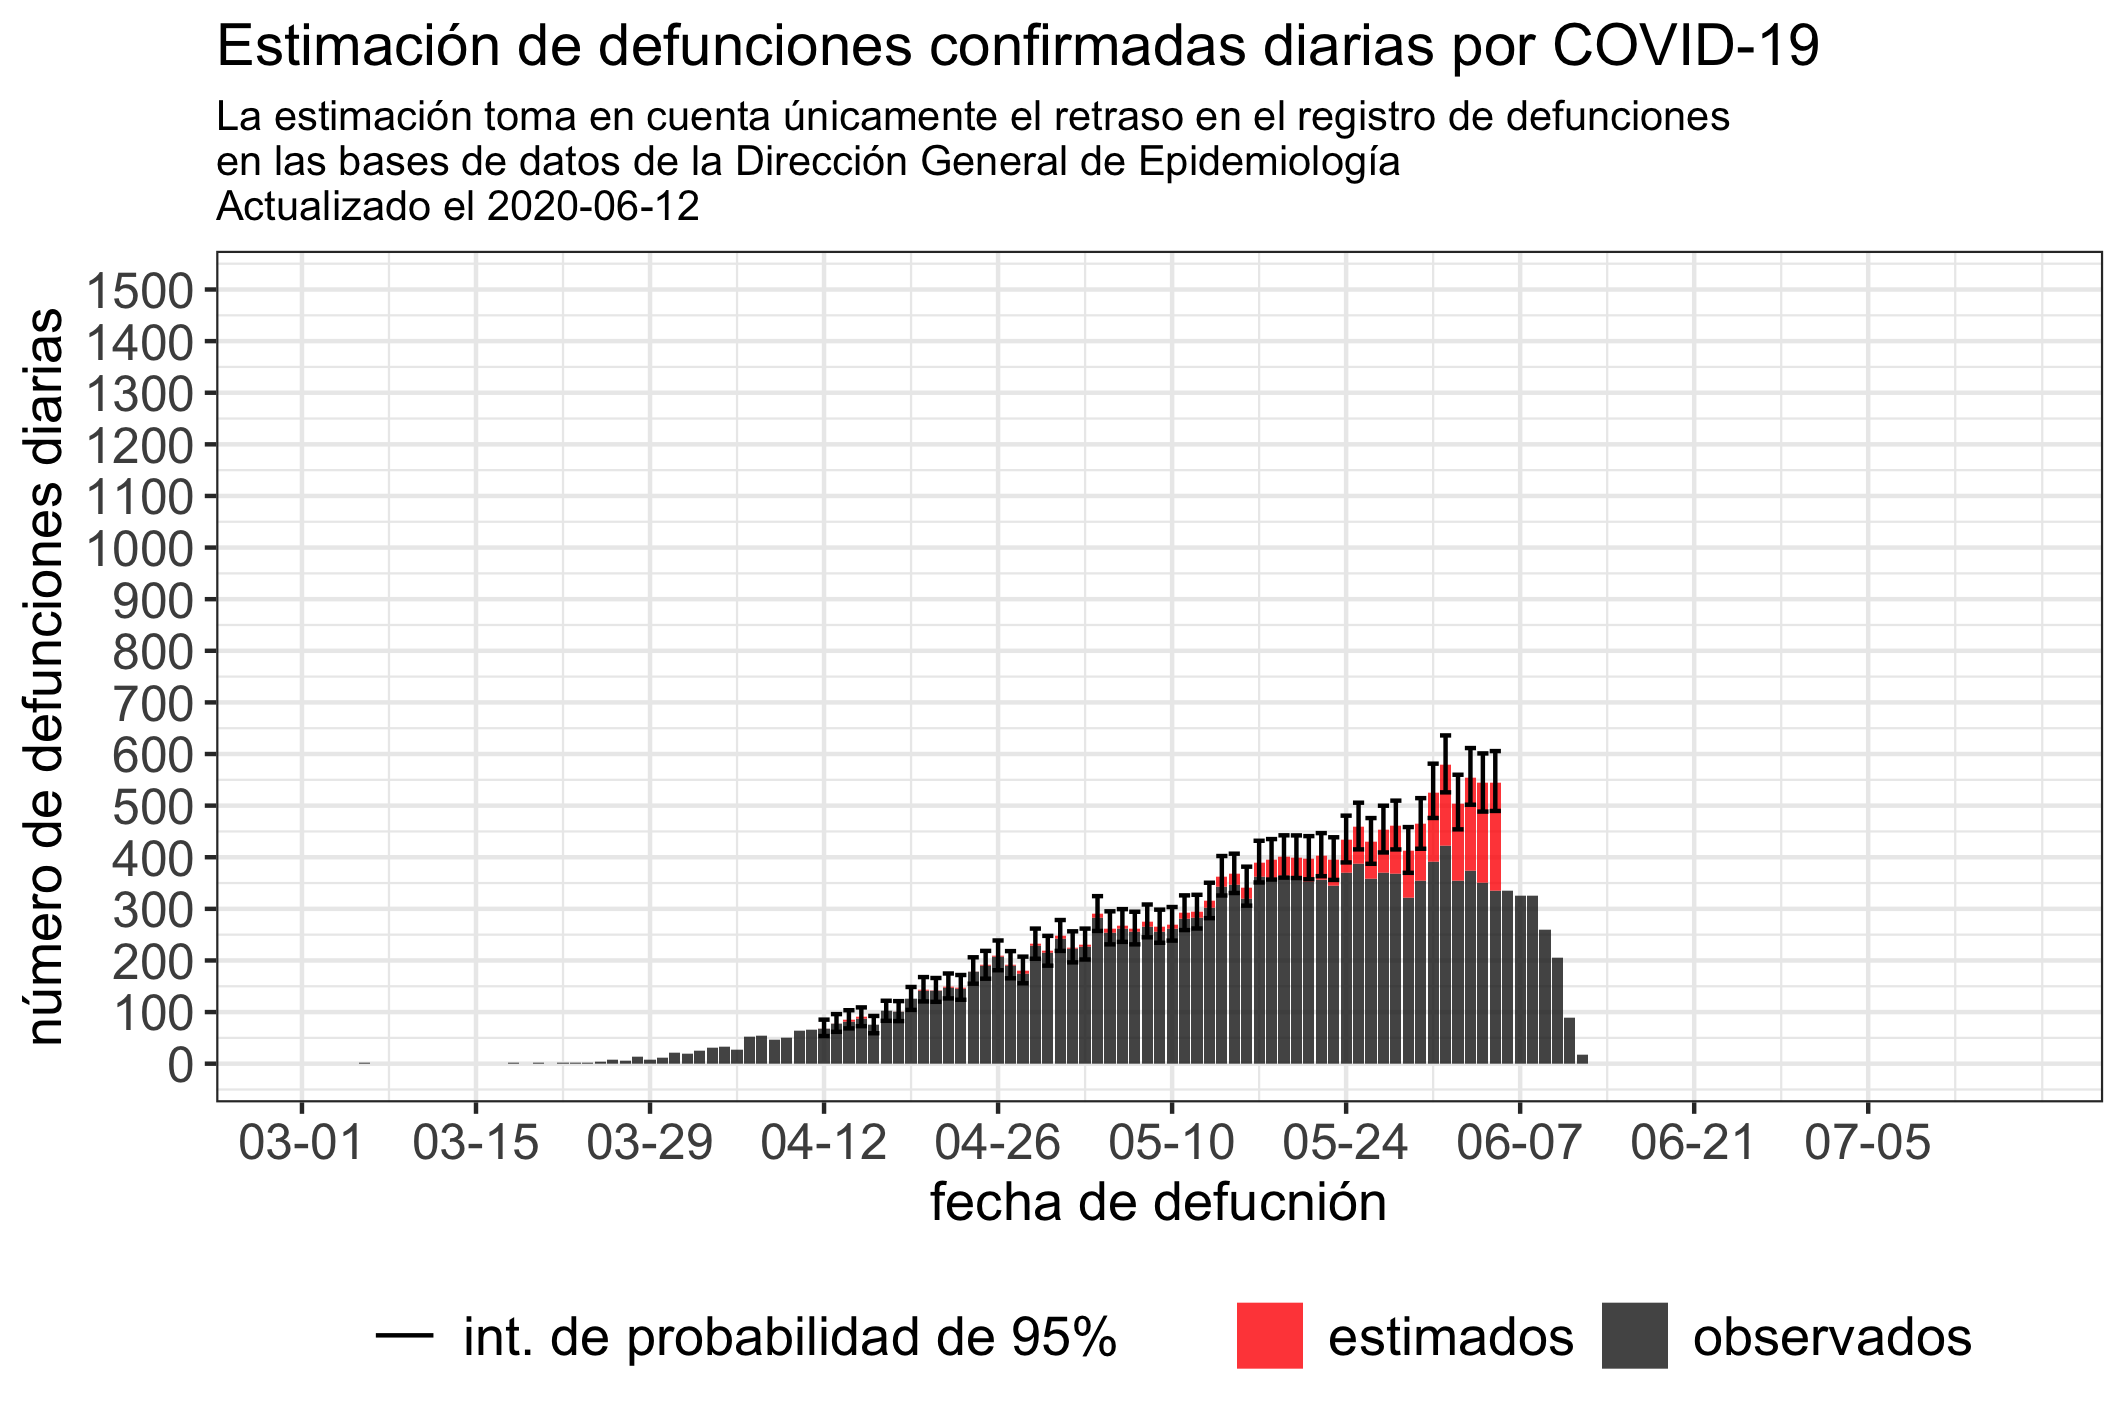 Estimación de defunciones confirmadas diarias por COVID-19
La estimación toma en cuenta únicamente el retraso en el registro de defunciones
en las bases de datos de la Dirección General de Epidemiología
Actualizado el 2020-06-12
número de defunciones diarias
1500
1400
1300
1200
1100
1000
900
800
700
600
500
400
300
200
100
0
03-01 03-15 03-29 04-12 04-26 05-10 05-24 06-07 06-21 07-05
fecha de defucnión
int. de probabilidad de 95% estimados observados